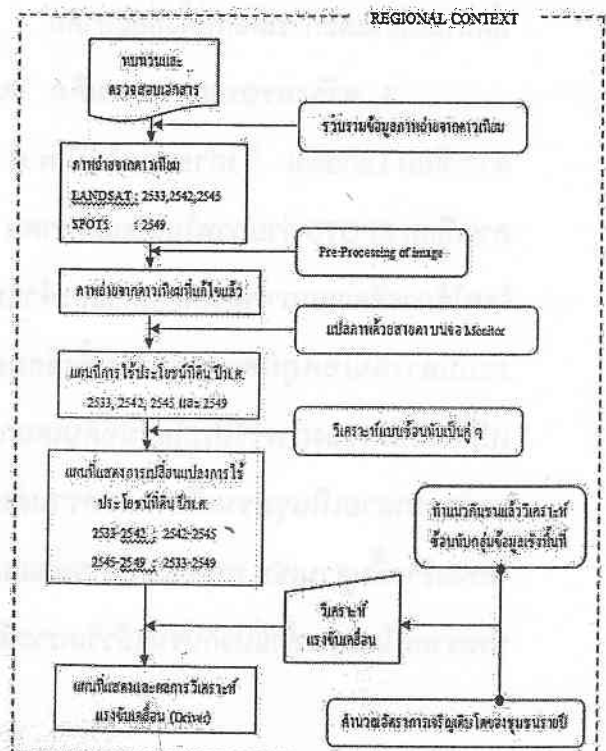 REGIONAL CONTEXT
ทบทวนและ
ตรวจสอบเอกสาร
รวบรวมข้อมูลภาพถ่ายจากดาวเทียม
ภาพถ่ายจากดาวเทียม
LANDSAT : 2533,2542,2545
SPOT5 : 2549
Pre-Processing of image
ภาพถ่ายจากดาวเทียมที่แก้ไขแล้ว
แปลภาพด้วยสายตาบนจอ Monitor
แผนที่การใช้ประโยชน์ที่ดิน ปีพ.ศ.
2533, 2542, 2545 และ 2549
วิเคราะห์แบบซ้อนทับเป็นคู่ ๆ
แผนที่แสดงการเปลี่ยนแปลงการใช้
ประโยชน์ที่ดิน ปีพ.ศ.
2533-2542 , 2542-2545
2545-2549 , 2533-2549
ทำแนวกันชนแล้ววิเคราะห์
ซ้อนทับกลุ่มข้อมูลเชิงพื้นที่
วิเคราะห์
แรงขับเคลื่อน
แผนที่แสดงและผลการวิเคราะห์
แรงขับเคลื่อน (Driver)
คำนวณอัตราการเจริญเติบโตของชุมชนรายปี